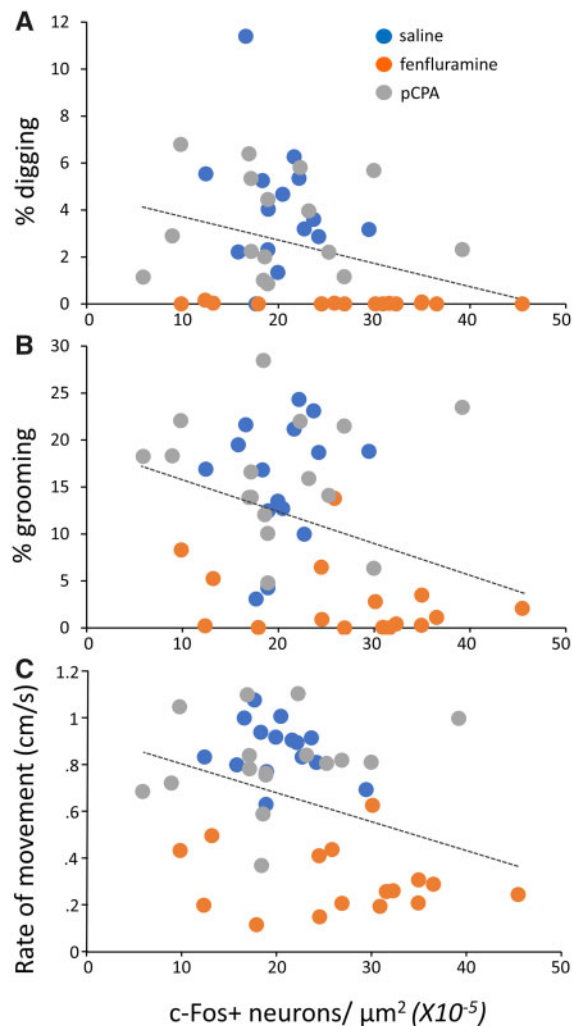 A
12
10
8
6
4
2
0
% digging
saline
fenfluramine
pCPA
0 10 20 30 40 50
B
30
25
20
15
10
5
0
% grooming
0 10 20 30 40 50
C
1.2
1
.8
.6
.4
.2
0
Rate of movement (cm/s)
0 10 20 30 40 50
c-Fos+ neurons/ μm² (X10⁻⁵)